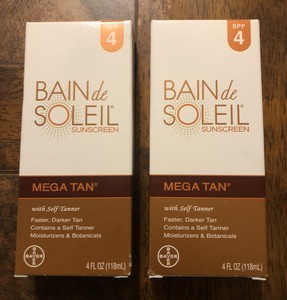 4
BAIN de
SOLEIL®
SUNSCREEN
MEGA TAN®
with Self Tanner
Faster, Darker Tan
Contains a Self Tanner
Moisturizers & Botanicals
BAYER
4 FL OZ (118mL)
SPF
4
BAIN de
SOLEIL®
SUNSCREEN
MEGA TAN®
with Self Tanner
Faster, Darker Tan
Contains a Self Tanner
Moisturizers & Botanicals
BAYER
4 FL OZ (118mL)